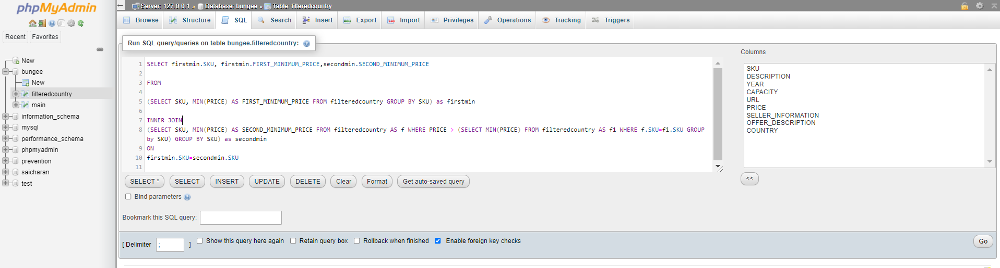 phpMyAdmin
Recent Favorites
New
bungee
New
filteredcountry
main
information_schema
mysql
performance_schema
phpmyadmin
prevention
saicharan
test
Server: 127.0.0.1 » Database: bungee » Table: filteredcountry
Browse Structure SQL Search Insert Export Import Privileges Operations Tracking Triggers
Run SQL query/queries on table bungee.filteredcountry:
1 SELECT firstmin.SKU, firstmin.FIRST_MINIMUM_PRICE,secondmin.SECOND_MINIMUM_PRICE
2
3 FROM
4
5 (SELECT SKU, MIN(PRICE) AS FIRST_MINIMUM_PRICE FROM filteredcountry GROUP BY SKU) as firstmin
6
7 INNER JOIN
8 (SELECT SKU, MIN(PRICE) AS SECOND_MINIMUM_PRICE FROM filteredcountry AS f WHERE PRICE > (SELECT MIN(PRICE) FROM filteredcountry AS f1 WHERE f.SKU=f1.SKU GROUP
by SKU) GROUP BY SKU) as secondmin
9 ON
10 firstmin.SKU=secondmin.SKU
11
Columns
SKU
DESCRIPTION
YEAR
CAPACITY
URL
PRICE
SELLER_INFORMATION
OFFER_DESCRIPTION
COUNTRY
<<
SELECT * SELECT INSERT UPDATE DELETE Clear Format Get auto-saved query
Bind parameters
Bookmark this SQL query:
[ Delimiter ; ] Show this query here again Retain query box Rollback when finished Enable foreign key checks Go